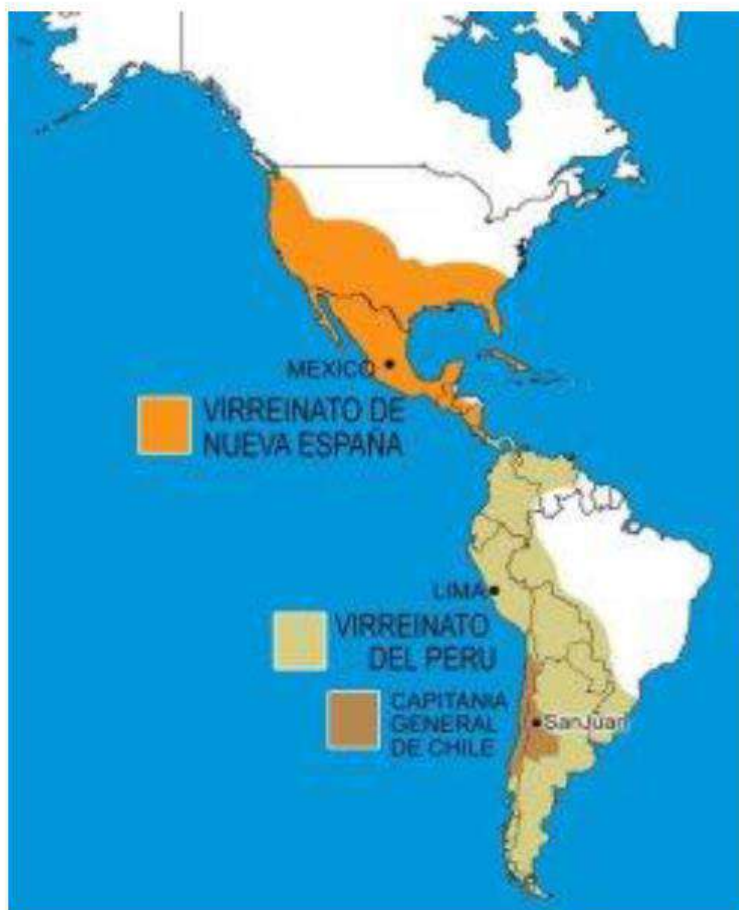 MEXICO
VIRREINATO DE
NUEVA ESPAÑA
LIMA
VIRREINATO
DEL PERU
CAPITANIA
GENERAL
DE CHILE
SanJuan